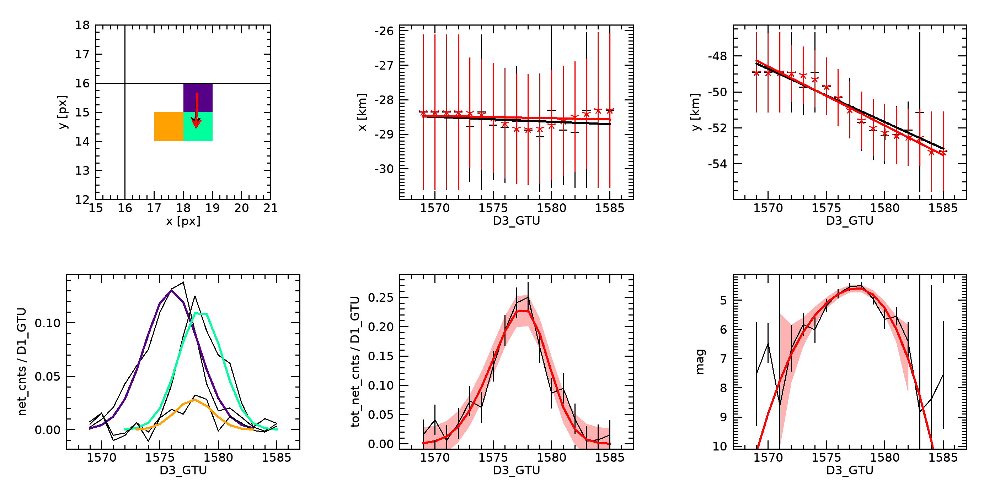 18
17
16
15
14
13
12
y [px]
15 16 17 18 19 20 21
x [px]
-26
-27
-28
-29
-30
x [km]
1570 1575 1580 1585
D3_GTU
-48
-50
-52
-54
y [km]
1570 1575 1580 1585
D3_GTU
0.10
0.05
0.00
net_cnts / D1_GTU
1570 1575 1580 1585
D3_GTU
0.25
0.20
0.15
0.10
0.05
0.00
tot_net_cnts / D1_GTU
1570 1575 1580 1585
D3_GTU
5
6
7
8
9
10
mag
1570 1575 1580 1585
D3_GTU